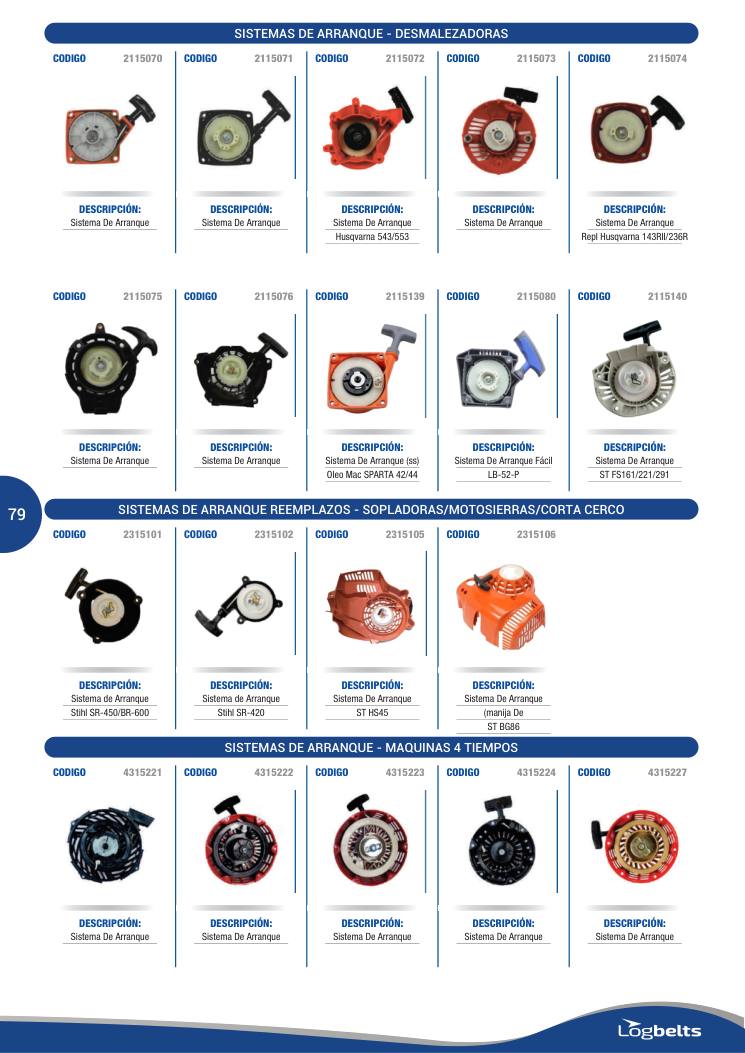 SISTEMAS DE ARRANQUE - DESMALEZADORAS
CODIGO 2115070
DESCRIPCIÓN:
Sistema De Arranque
CODIGO 2115071
DESCRIPCIÓN:
Sistema De Arranque
CODIGO 2115072
DESCRIPCIÓN:
Sistema De Arranque
Husqvarna 543/553
CODIGO 2115073
DESCRIPCIÓN:
Sistema De Arranque
CODIGO 2115074
DESCRIPCIÓN:
Sistema De Arranque
Repl Husqvarna 143RII/236R
CODIGO 2115075
DESCRIPCIÓN:
Sistema De Arranque
CODIGO 2115076
DESCRIPCIÓN:
Sistema De Arranque
CODIGO 2115139
DESCRIPCIÓN:
Sistema De Arranque (ss)
Oleo Mac SPARTA 42/44
CODIGO 2115080
DESCRIPCIÓN:
Sistema De Arranque Fácil
LB-52-P
CODIGO 2115140
DESCRIPCIÓN:
Sistema De Arranque
ST FS161/221/291
79
SISTEMAS DE ARRANQUE REEMPLAZOS - SOPLADORAS/MOTOSIERRAS/CORTA CERCO
CODIGO 2315101
DESCRIPCIÓN:
Sistema de Arranque
Stihl SR-450/BR-600
CODIGO 2315102
DESCRIPCIÓN:
Sistema de Arranque
Stihl SR-420
CODIGO 2315105
DESCRIPCIÓN:
Sistema De Arranque
ST HS45
CODIGO 2315106
DESCRIPCIÓN:
Sistema De Arranque
(manija De
ST BG86
SISTEMAS DE ARRANQUE - MAQUINAS 4 TIEMPOS
CODIGO 4315221
DESCRIPCIÓN:
Sistema De Arranque
CODIGO 4315222
DESCRIPCIÓN:
Sistema De Arranque
CODIGO 4315223
DESCRIPCIÓN:
Sistema De Arranque
CODIGO 4315224
DESCRIPCIÓN:
Sistema De Arranque
CODIGO 4315227
DESCRIPCIÓN:
Sistema De Arranque
Logbelts